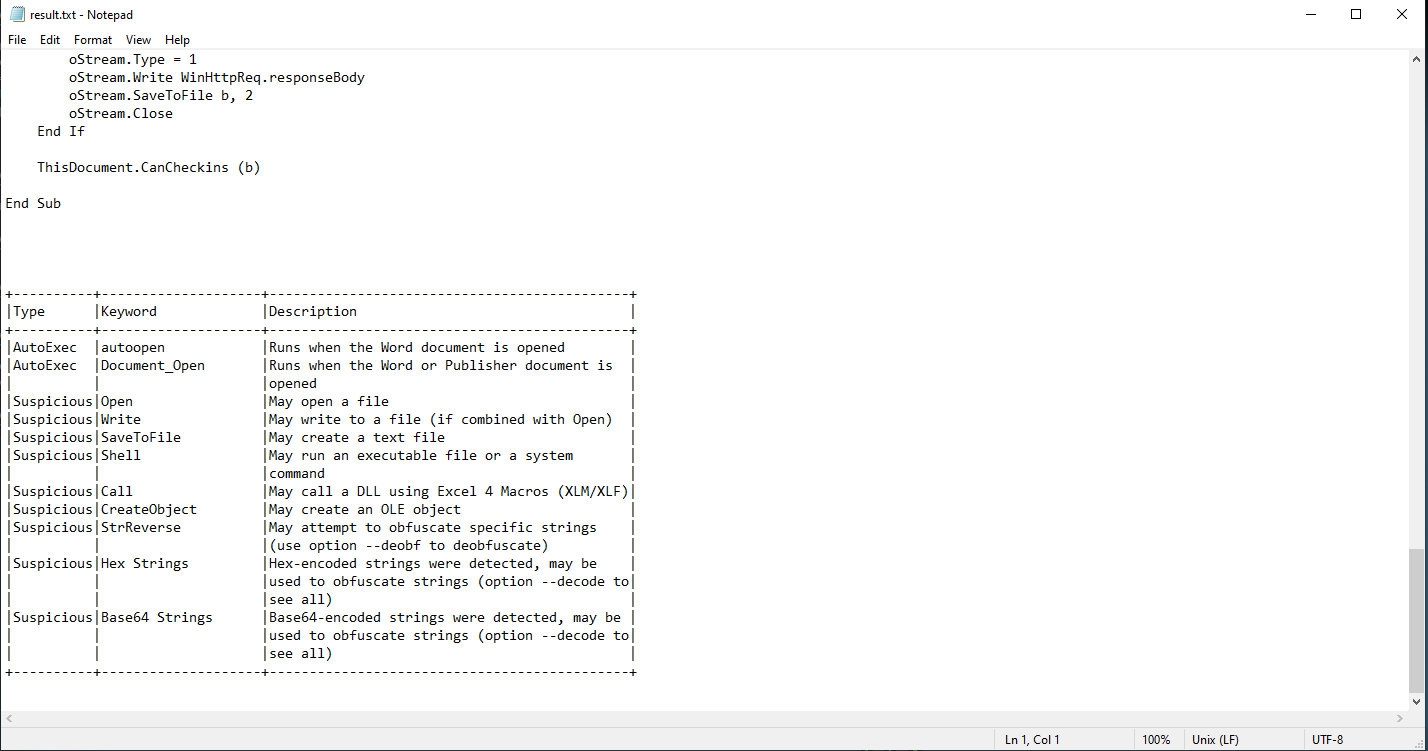 result.txt - Notepad
File Edit Format View Help
        oStream.Type = 1
        oStream.Write WinHttpReq.responseBody
        oStream.SaveToFile b, 2
        oStream.Close
    End If
    ThisDocument.CanCheckins (b)
End Sub
+----------+--------------------+---------------------------------------------+
|Type      |Keyword             |Description                                  |
+----------+--------------------+---------------------------------------------+
|AutoExec  |autoopen            |Runs when the Word document is opened        |
|AutoExec  |Document_Open       |Runs when the Word or Publisher document is  |
|          |                    |opened                                       |
|Suspicious|Open                |May open a file                              |
|Suspicious|Write               |May write to a file (if combined with Open)  |
|Suspicious|SaveToFile          |May create a text file                       |
|Suspicious|Shell               |May run an executable file or a system       |
|          |                    |command                                      |
|Suspicious|Call                |May call a DLL using Excel 4 Macros (XLM/XLF)|
|Suspicious|CreateObject        |May create an OLE object                     |
|Suspicious|StrReverse          |May attempt to obfuscate specific strings    |
|          |                    |(use option --deobf to deobfuscate)          |
|Suspicious|Hex Strings         |Hex-encoded strings were detected, may be    |
|          |                    |used to obfuscate strings (option --decode to|
|          |                    |see all)                                     |
|Suspicious|Base64 Strings      |Base64-encoded strings were detected, may be |
|          |                    |used to obfuscate strings (option --decode to|
|          |                    |see all)                                     |
+----------+--------------------+---------------------------------------------+
Ln 1, Col 1 100% Unix (LF) UTF-8